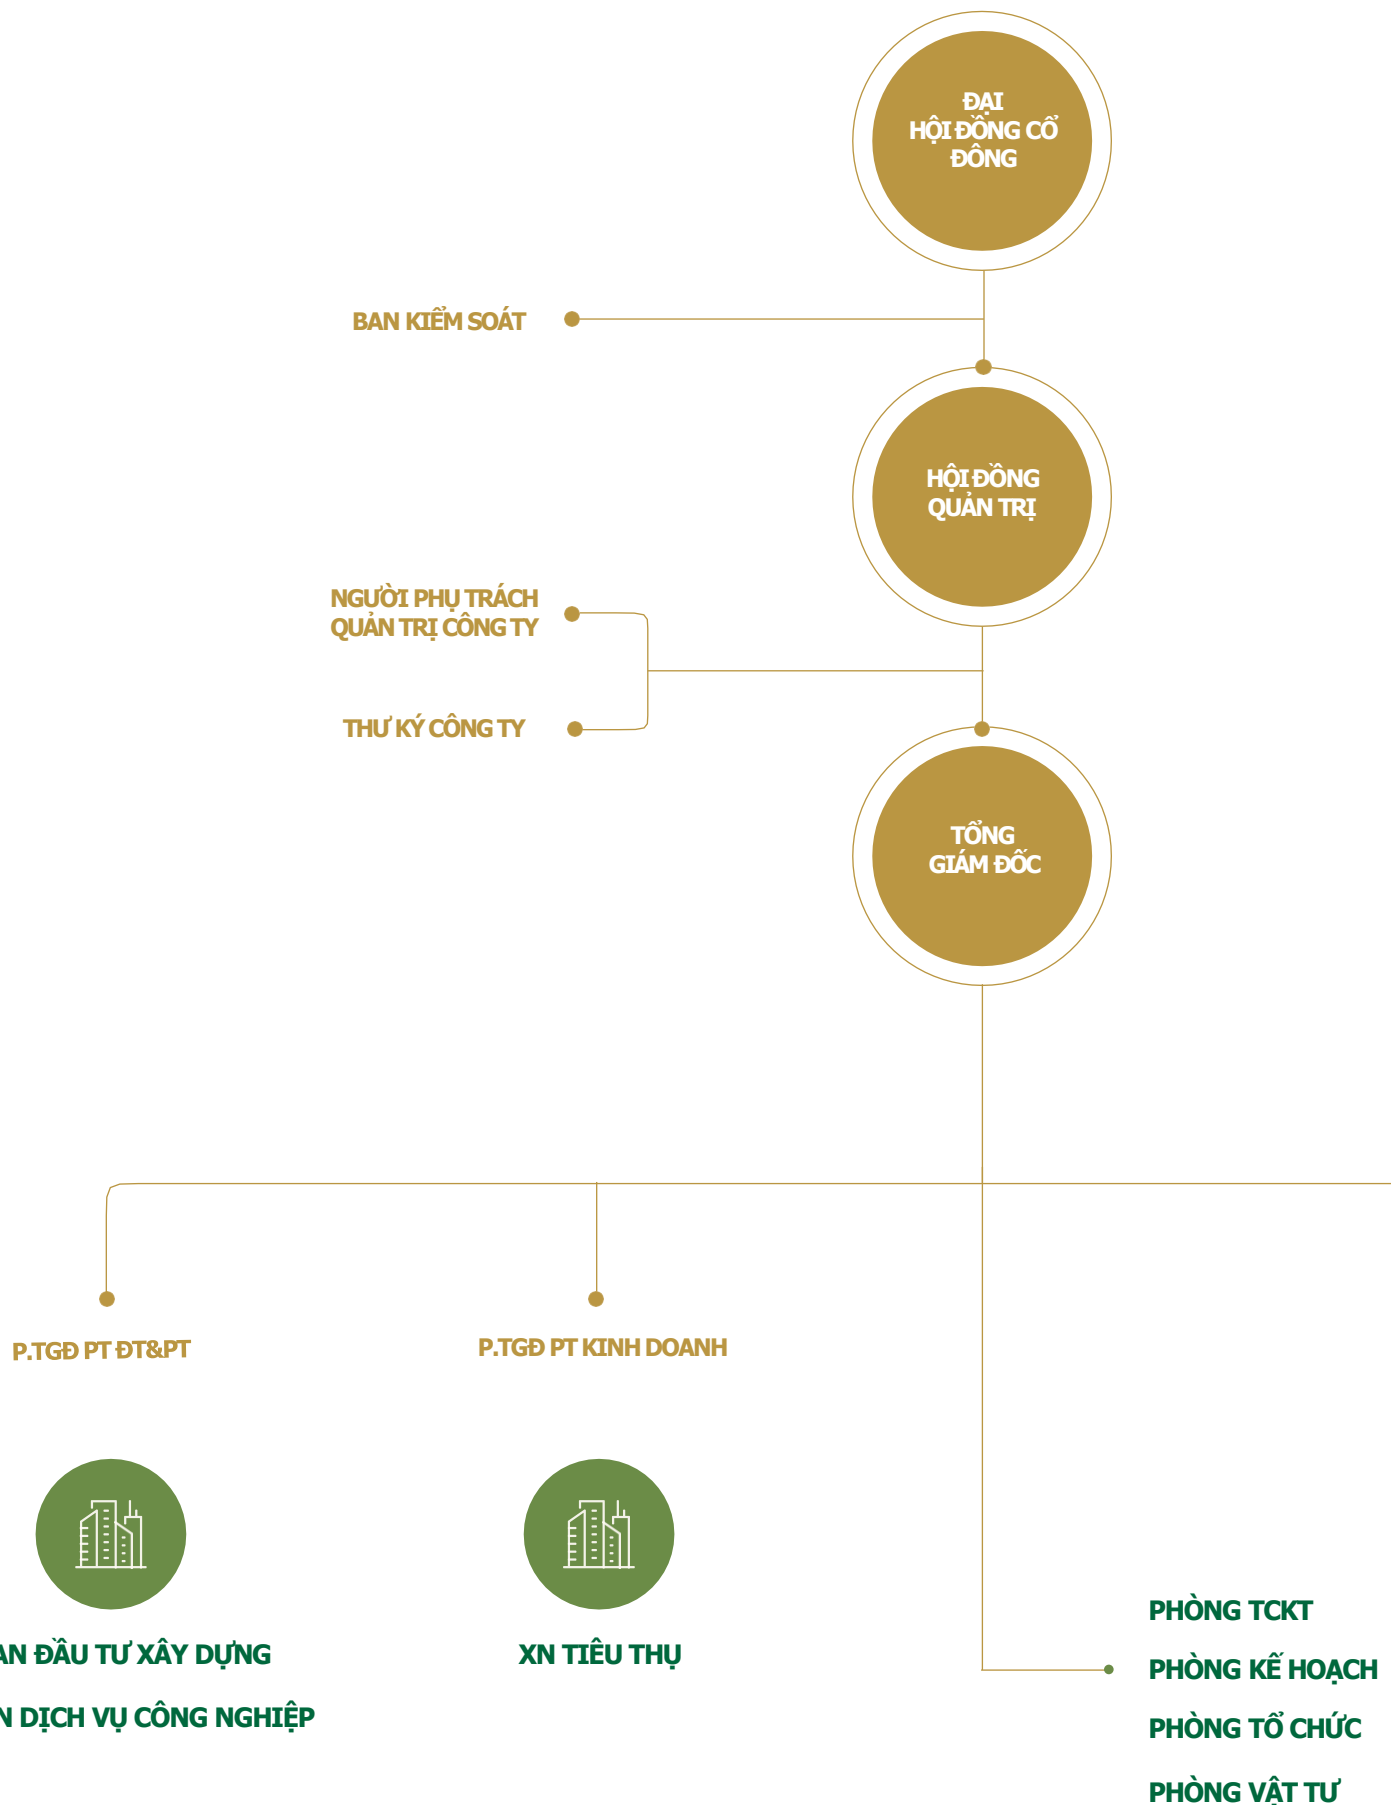 ĐẠI
HỘI ĐỒNG CỔ
ĐÔNG
BAN KIỂM SOÁT
HỘI ĐỒNG
QUẢN TRỊ
NGƯỜI PHỤ TRÁCH
QUẢN TRỊ CÔNG TY
THƯ KÝ CÔNG TY
TỔNG
GIÁM ĐỐC
P.TGĐ PT ĐT&PT
P.TGĐ PT KINH DOANH
ĐẦU TƯ XÂY DỰNG
XN TIÊU THỤ
DỊCH VỤ CÔNG NGHIỆP
PHÒNG TCKT
PHÒNG KẾ HOẠCH
PHÒNG TỔ CHỨC
PHÒNG VẬT TƯ